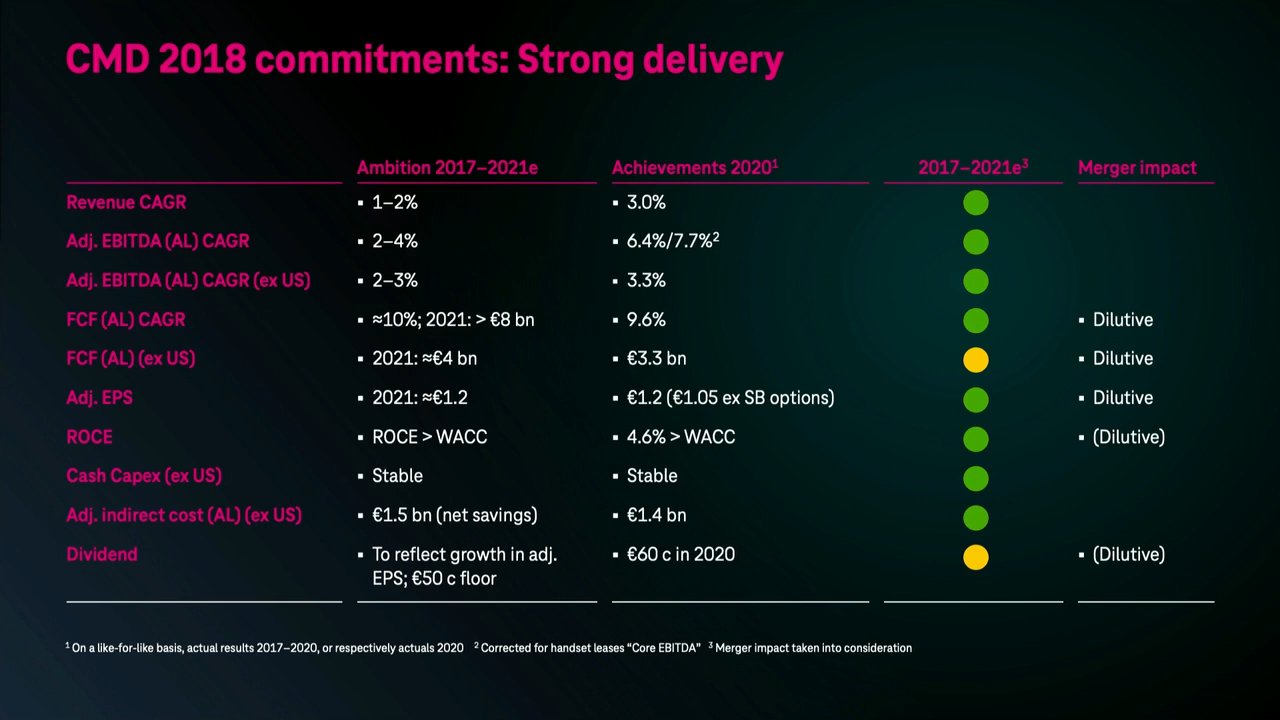 CMD 2018 commitments: Strong delivery
Ambition 2017–2021e Achievements 2020¹ 2017–2021e³ Merger impact
Revenue CAGR ▪ 1–2% ▪ 3.0%
Adj. EBITDA (AL) CAGR ▪ 2–4% ▪ 6.4%/7.7%²
Adj. EBITDA (AL) CAGR (ex US) ▪ 2–3% ▪ 3.3%
FCF (AL) CAGR ▪ ≈10%; 2021: > €8 bn ▪ 9.6% ▪ Dilutive
FCF (AL) (ex US) ▪ 2021: ≈€4 bn ▪ €3.3 bn ▪ Dilutive
Adj. EPS ▪ 2021: ≈€1.2 ▪ €1.2 (€1.05 ex SB options) ▪ Dilutive
ROCE ▪ ROCE > WACC ▪ 4.6% > WACC ▪ (Dilutive)
Cash Capex (ex US) ▪ Stable ▪ Stable
Adj. indirect cost (AL) (ex US) ▪ €1.5 bn (net savings) ▪ €1.4 bn
Dividend ▪ To reflect growth in adj. ▪ €60 c in 2020 ▪ (Dilutive)
EPS; €50 c floor
¹ On a like-for-like basis, actual results 2017–2020, or respectively actuals 2020 ² Corrected for handset leases “Core EBITDA” ³ Merger impact taken into consideration